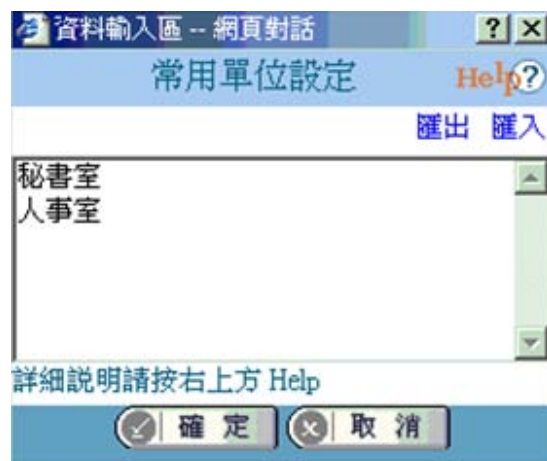 資料輸入區 -- 網頁對話
常用單位設定 Help?
匯出 匯入
秘書室
人事室
詳細說明請按右上方 Help
確定 取消